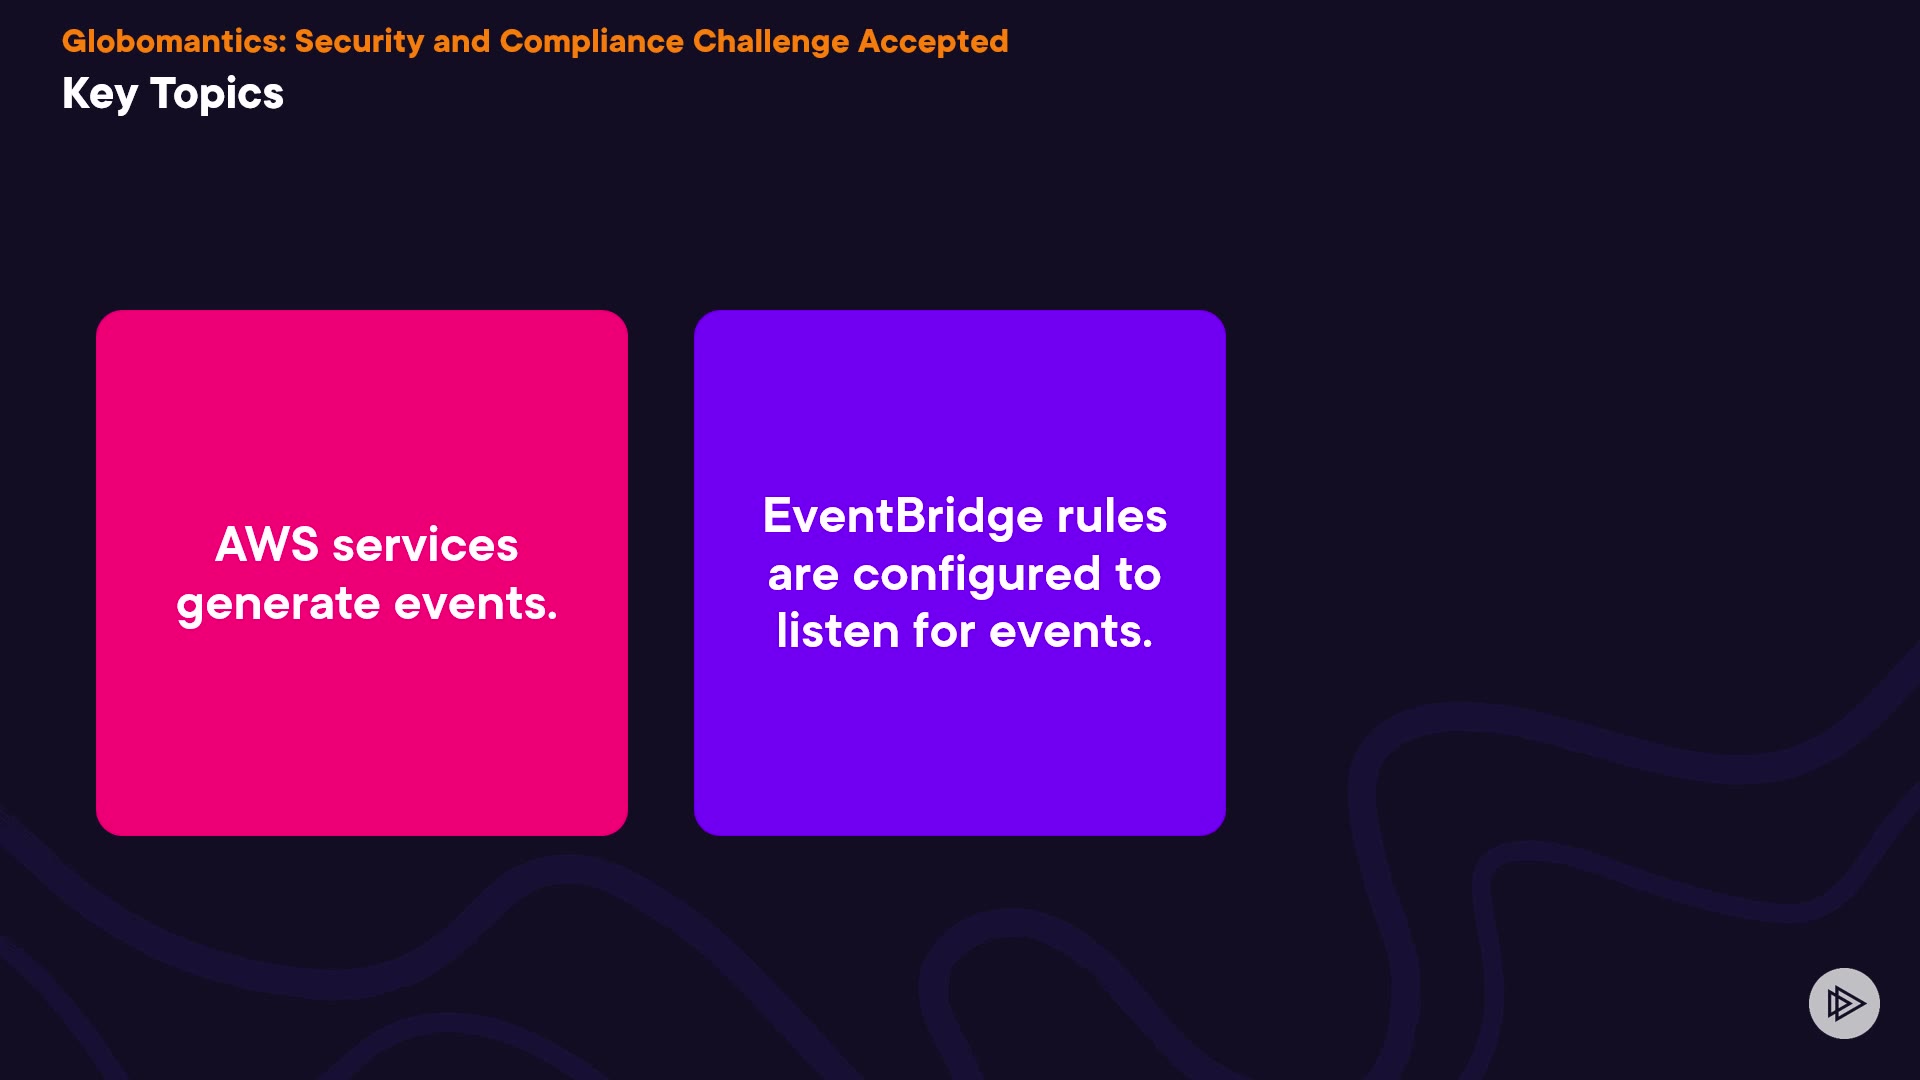 Globomantics: Security and Compliance Challenge Accepted
Key Topics
AWS services
generate events.
EventBridge rules
are configured to
listen for events.